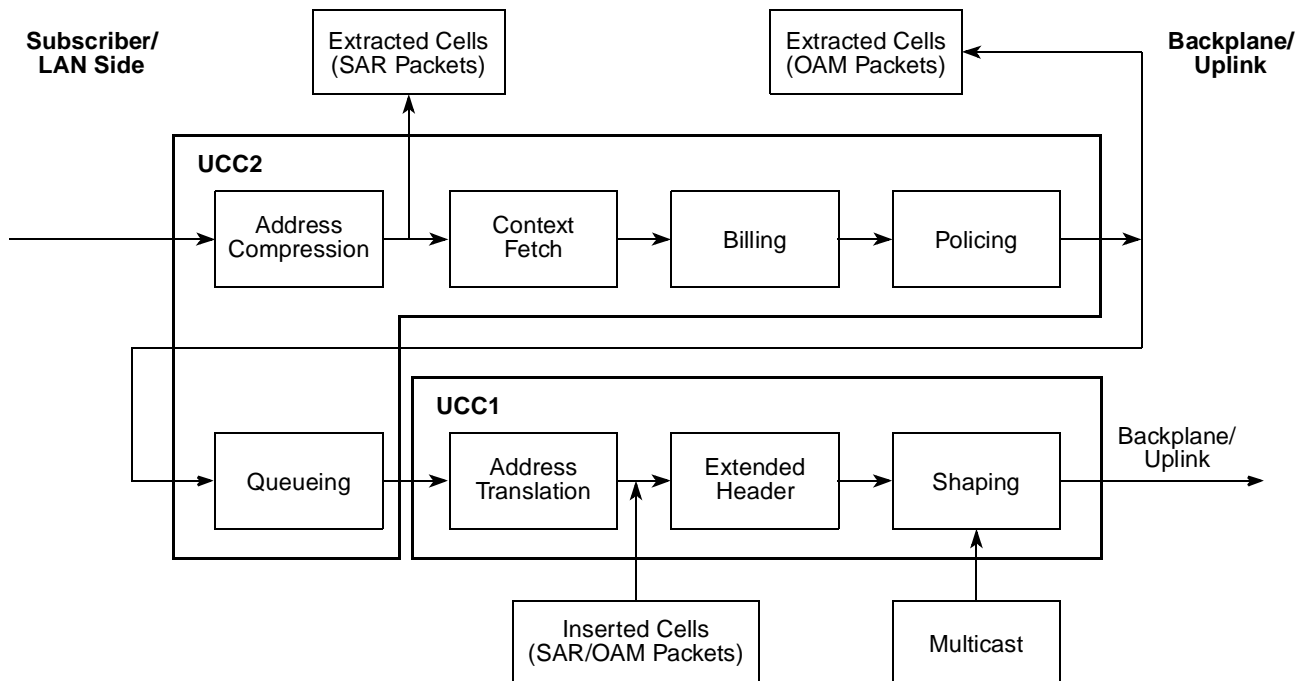 Subscriber/
LAN Side
Extracted Cells
(SAR Packets)
Extracted Cells
(OAM Packets)
Backplane/
Uplink
UCC2
Address
Compression
Context
Fetch
Billing
Policing
UCC1
Queueing
Address
Translation
Extended
Header
Shaping
Backplane/
Uplink
Inserted Cells
(SAR/OAM Packets)
Multicast